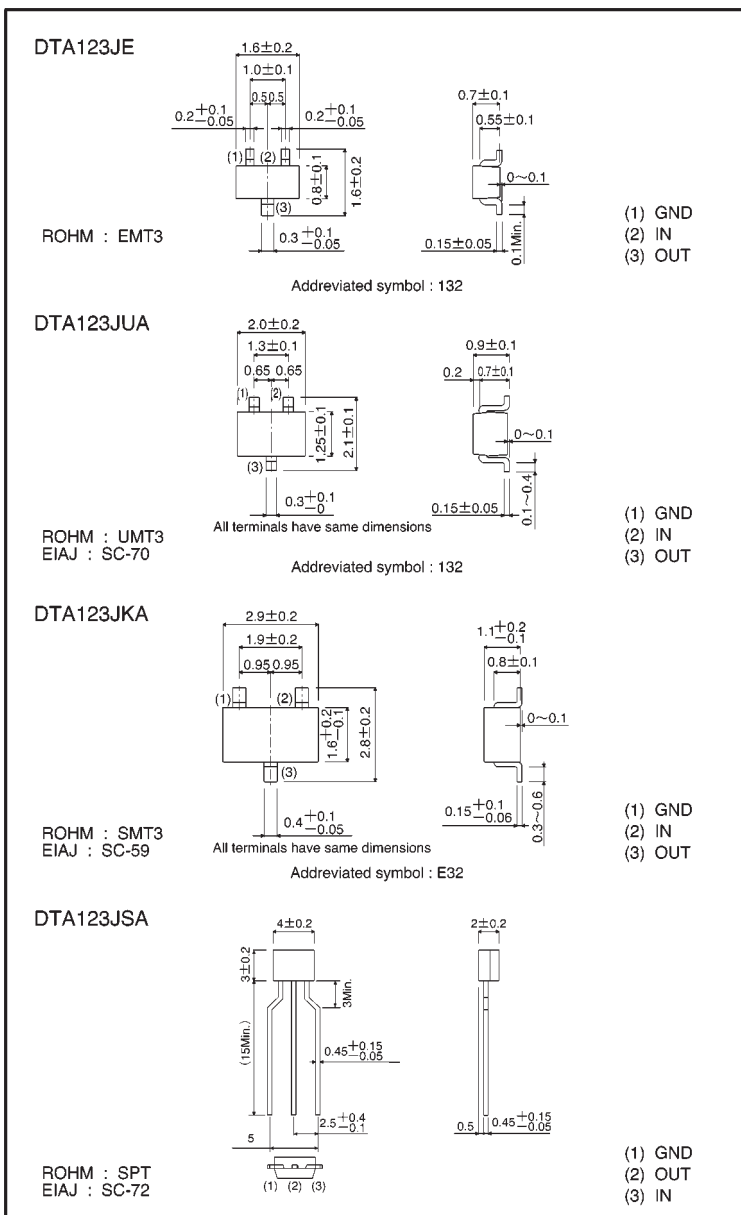 DTA123JE
1.6±0.2
1.0±0.1
0.5 0.5
0.2 +0.1 −0.05
0.2 +0.1 −0.05
(1) (2)
(3)
0.8±0.1
1.6±0.2
0.3 +0.1 −0.05
0.7±0.1
0.55±0.1
0~0.1
0.15±0.05
0.1Min.
ROHM : EMT3
(1) GND
(2) IN
(3) OUT
Addreviated symbol : 132
DTA123JUA
2.0±0.2
1.3±0.1
0.65 0.65
(1) (2)
(3)
1.25±0.1
2.1±0.1
0.3 +0.1 −0
All terminals have same dimensions
0.9±0.1
0.2 0.7±0.1
0~0.1
0.15±0.05
0.1~0.4
ROHM : UMT3
EIAJ : SC-70
(1) GND
(2) IN
(3) OUT
Addreviated symbol : 132
DTA123JKA
2.9±0.2
1.9±0.2
0.95 0.95
(1) (2)
(3)
1.6 +0.2 −0.1
2.8±0.2
0.4 +0.1 −0.05
All terminals have same dimensions
1.1 +0.2 −0.1
0.8±0.1
0~0.1
0.15 +0.1 −0.06
0.3~0.6
ROHM : SMT3
EIAJ : SC-59
(1) GND
(2) IN
(3) OUT
Addreviated symbol : E32
DTA123JSA
4±0.2
3±0.2
3Min.
(15Min.)
0.45 +0.15 −0.05
2.5 +0.4 −0.1
5
(1) (2) (3)
2±0.2
0.5 0.45 +0.15 −0.05
ROHM : SPT
EIAJ : SC-72
(1) GND
(2) OUT
(3) IN